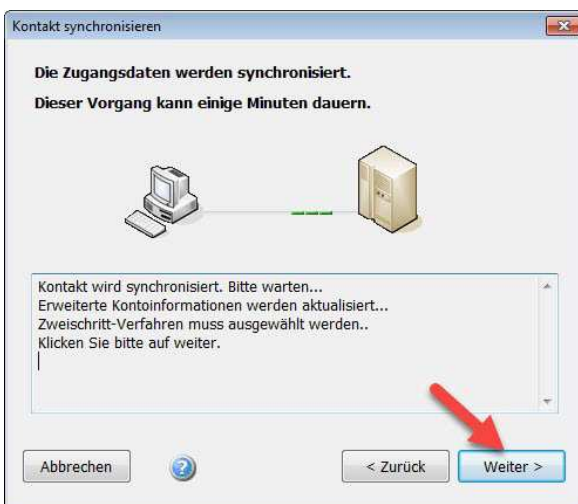 Kontakt synchronisieren
Die Zugangsdaten werden synchronisiert.
Dieser Vorgang kann einige Minuten dauern.
Kontakt wird synchronisiert. Bitte warten...
Erweiterte Kontoinformationen werden aktualisiert...
Zweischritt-Verfahren muss ausgewählt werden..
Klicken Sie bitte auf weiter.
Abbrechen
?
< Zurück
Weiter >